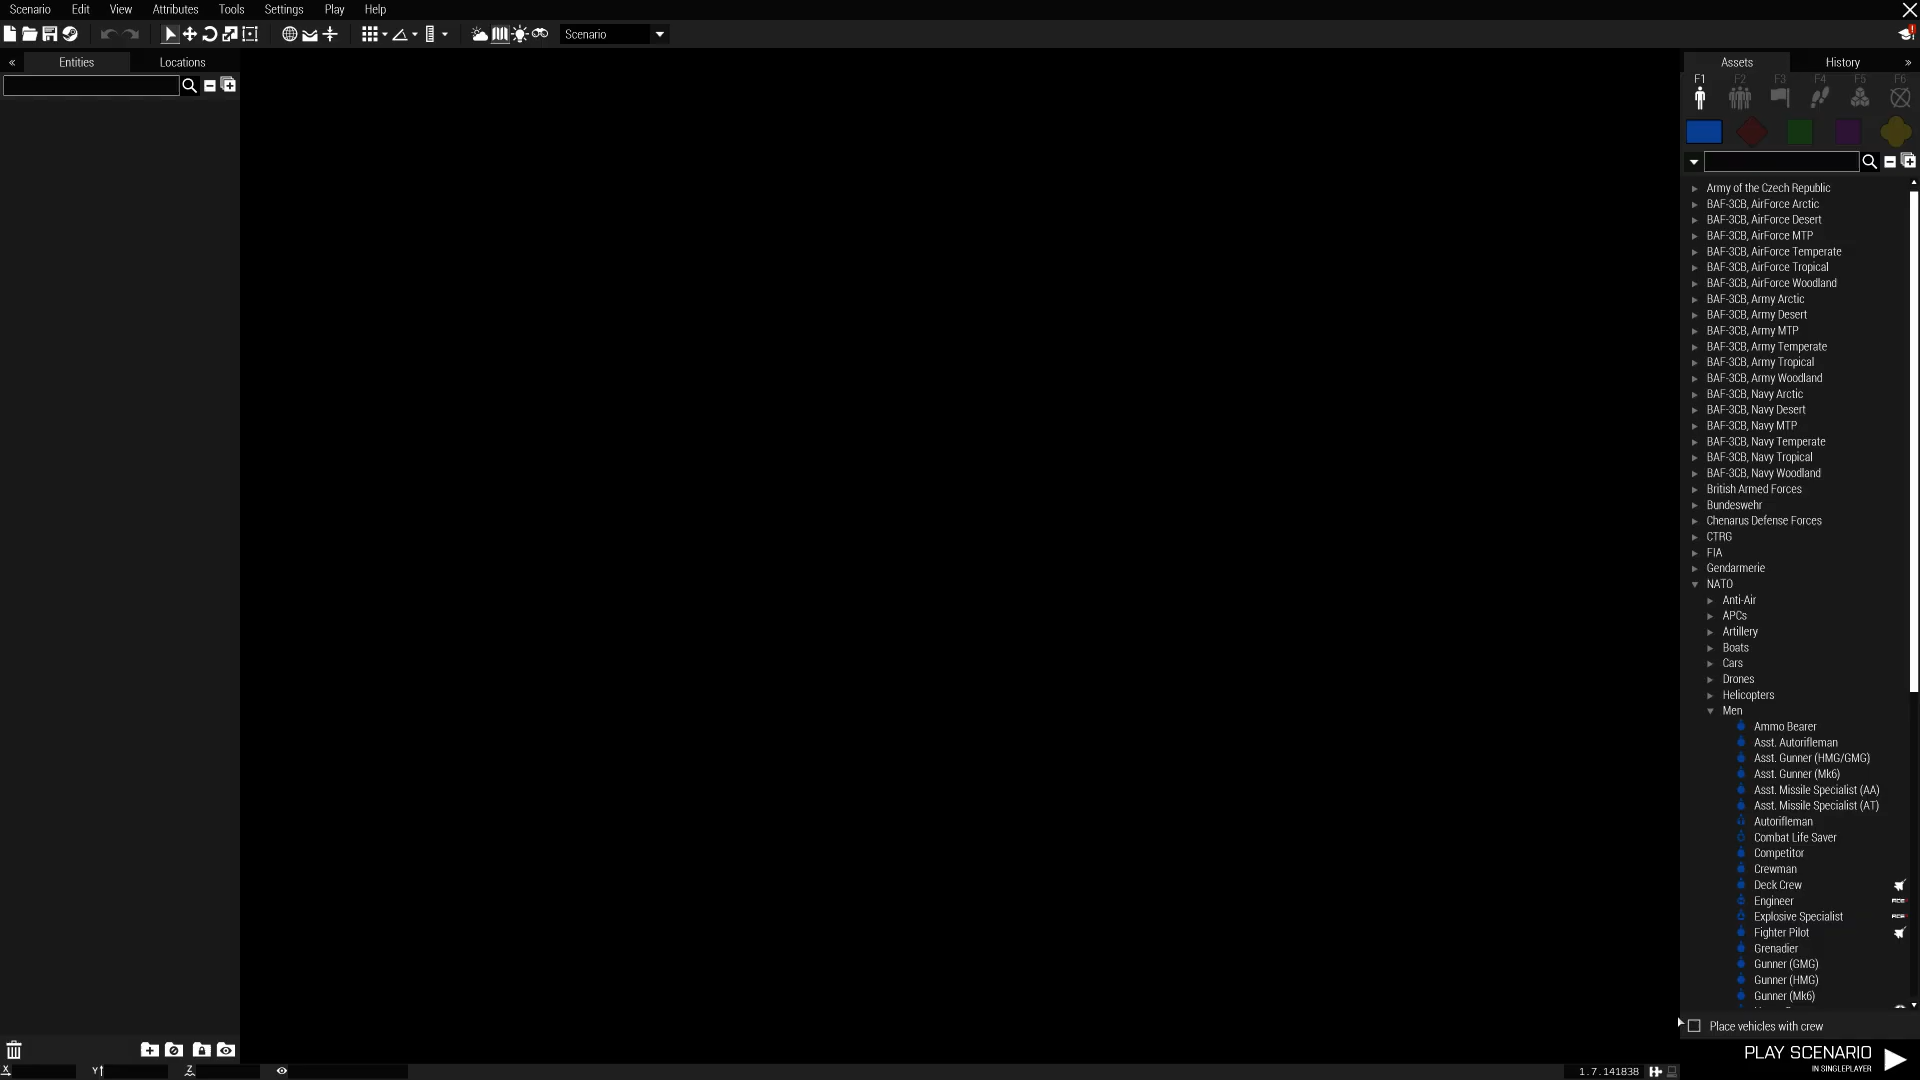 Scenario Edit View Attributes Tools Settings Play Help
Scenario
Entities Locations
Assets History
F1 F2 F3 F4 F5 F6
Army of the Czech Republic
BAF-3CB, AirForce Arctic
BAF-3CB, AirForce Desert
BAF-3CB, AirForce MTP
BAF-3CB, AirForce Temperate
BAF-3CB, AirForce Tropical
BAF-3CB, AirForce Woodland
BAF-3CB, Army Arctic
BAF-3CB, Army Desert
BAF-3CB, Army MTP
BAF-3CB, Army Temperate
BAF-3CB, Army Tropical
BAF-3CB, Army Woodland
BAF-3CB, Navy Arctic
BAF-3CB, Navy Desert
BAF-3CB, Navy MTP
BAF-3CB, Navy Temperate
BAF-3CB, Navy Tropical
BAF-3CB, Navy Woodland
British Armed Forces
Bundeswehr
Chenarus Defense Forces
CTRG
FIA
Gendarmerie
NATO
Anti-Air
APCs
Artillery
Boats
Cars
Drones
Helicopters
Men
Ammo Bearer
Asst. Autorifleman
Asst. Gunner (HMG/GMG)
Asst. Gunner (Mk6)
Asst. Missile Specialist (AA)
Asst. Missile Specialist (AT)
Autorifleman
Combat Life Saver
Competitor
Crewman
Deck Crew
Engineer
Explosive Specialist
Fighter Pilot
Grenadier
Gunner (GMG)
Gunner (HMG)
Gunner (Mk6)
Place vehicles with crew
PLAY SCENARIO
IN SINGLEPLAYER
X Y Z
1.7.141838